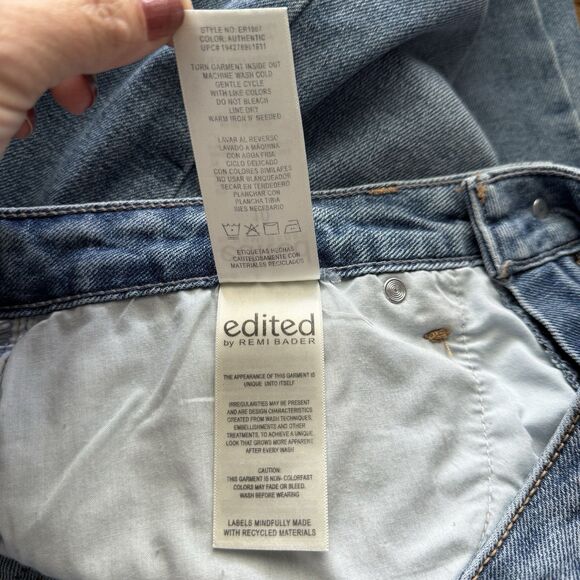 STYLE NO: ER1007
COLOR: AUTHENTIC
TURN GARMENT INSIDE OUT
MACHINE WASH COLD
GENTLE CYCLE
WITH LIKE COLORS
DO NOT BLEACH
LINE DRY
WARM IRON IF NEEDED
LAVAR AL REVERSO
LAVADO A MAQUINA
CON AGUA FRIA
CICLO DELICADO
CON COLORES SIMILARES
NO USAR BLANQUEADOR
SECAR EN TENDEDERO
PLANCHAR CON
PLANCHA TIBIA
ES NECESARIO
ETIQUETAS HECHAS
CAUTELOSAMENTE CON
MATERIALES RECICLADOS
edited
by REMI BADER
THE APPEARANCE OF THIS GARMENT IS
UNIQUE UNTO ITSELF
IRREGULARITIES MAY BE PRESENT
AND ARE DESIGN CHARACTERISTICS
CREATED FROM WASH TECHNIQUES,
EMBELLISHMENTS AND OTHER
TREATMENTS, TO ACHIEVE A UNIQUE
LOOK THAT GROWS MORE APPARENT
AFTER EVERY WASH
CAUTION:
THIS GARMENT IS NON-COLORFAST
COLORS MAY FADE OR BLEED.
WASH BEFORE WEARING
LABELS MINDFULLY MADE
WITH RECYCLED MATERIALS